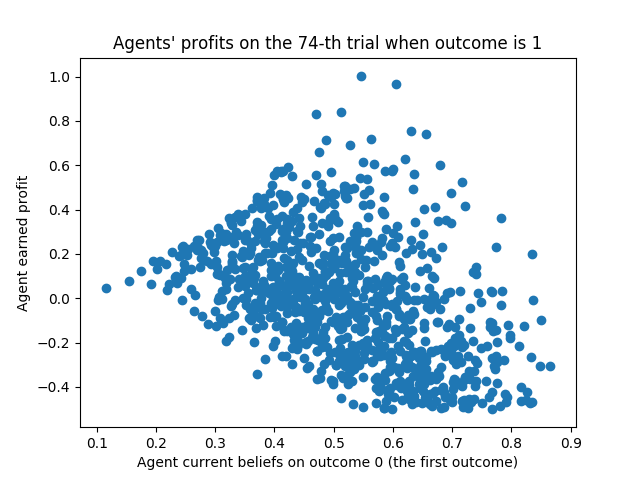 Agents' profits on the 74-th trial when outcome is 1
1.0
0.8
0.6
0.4
0.2
0.0
−0.2
−0.4
Agent earned profit
0.1 0.2 0.3 0.4 0.5 0.6 0.7 0.8 0.9
Agent current beliefs on outcome 0 (the first outcome)